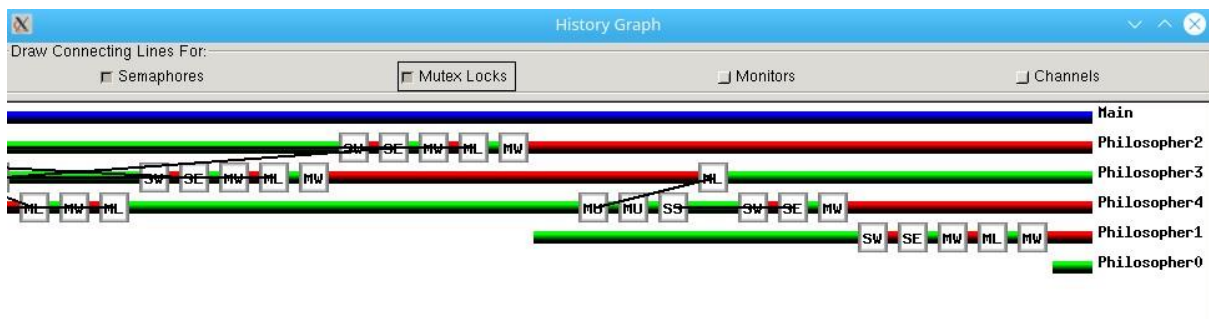 History Graph
Draw Connecting Lines For:
Semaphores Mutex Locks Monitors Channels
Main
SW SE MW ML MW Philosopher2
SW SE MW ML MW ML Philosopher3
ML MW ML MU MU SS SW SE MW Philosopher4
SW SE MW ML MW Philosopher1
Philosopher0